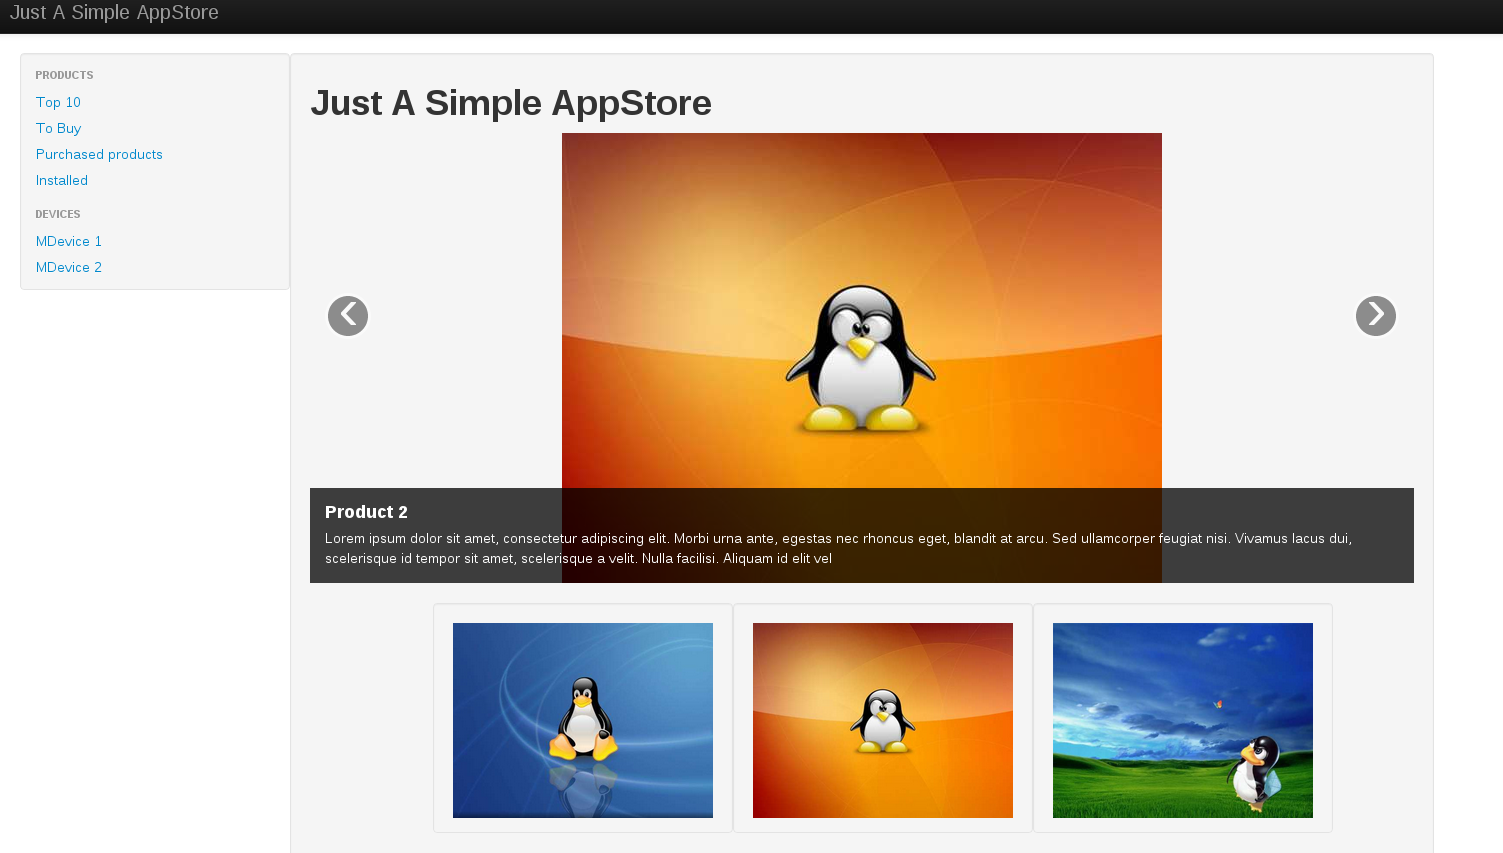 Just A Simple AppStore
PRODUCTS
Top 10
To Buy
Purchased products
Installed
DEVICES
MDevice 1
MDevice 2
Just A Simple AppStore
Product 2
Lorem ipsum dolor sit amet, consectetur adipiscing elit. Morbi urna ante, egestas nec rhoncus eget, blandit at arcu. Sed ullamcorper feugiat nisi. Vivamus lacus dui,
scelerisque id tempor sit amet, scelerisque a velit. Nulla facilisi. Aliquam id elit vel